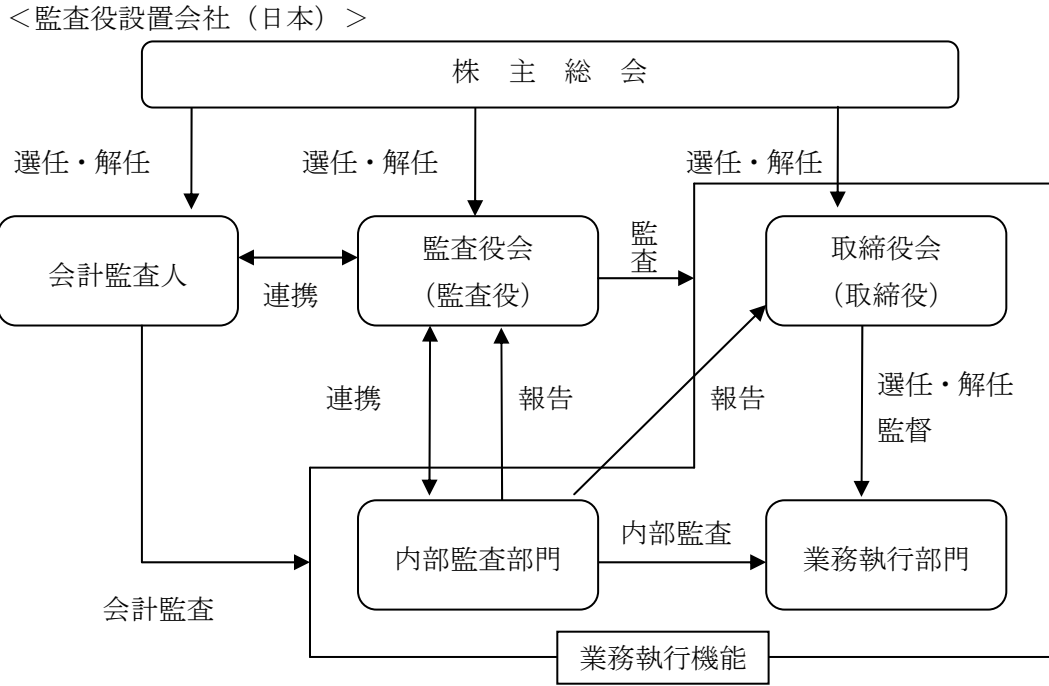 ＜監査役設置会社（日本）＞
株 主 総 会
選任・解任
選任・解任
選任・解任
会計監査人
連携
監査役会
（監査役）
監査
取締役会
（取締役）
連携
報告
報告
選任・解任
監督
内部監査部門
内部監査
業務執行部門
会計監査
業務執行機能